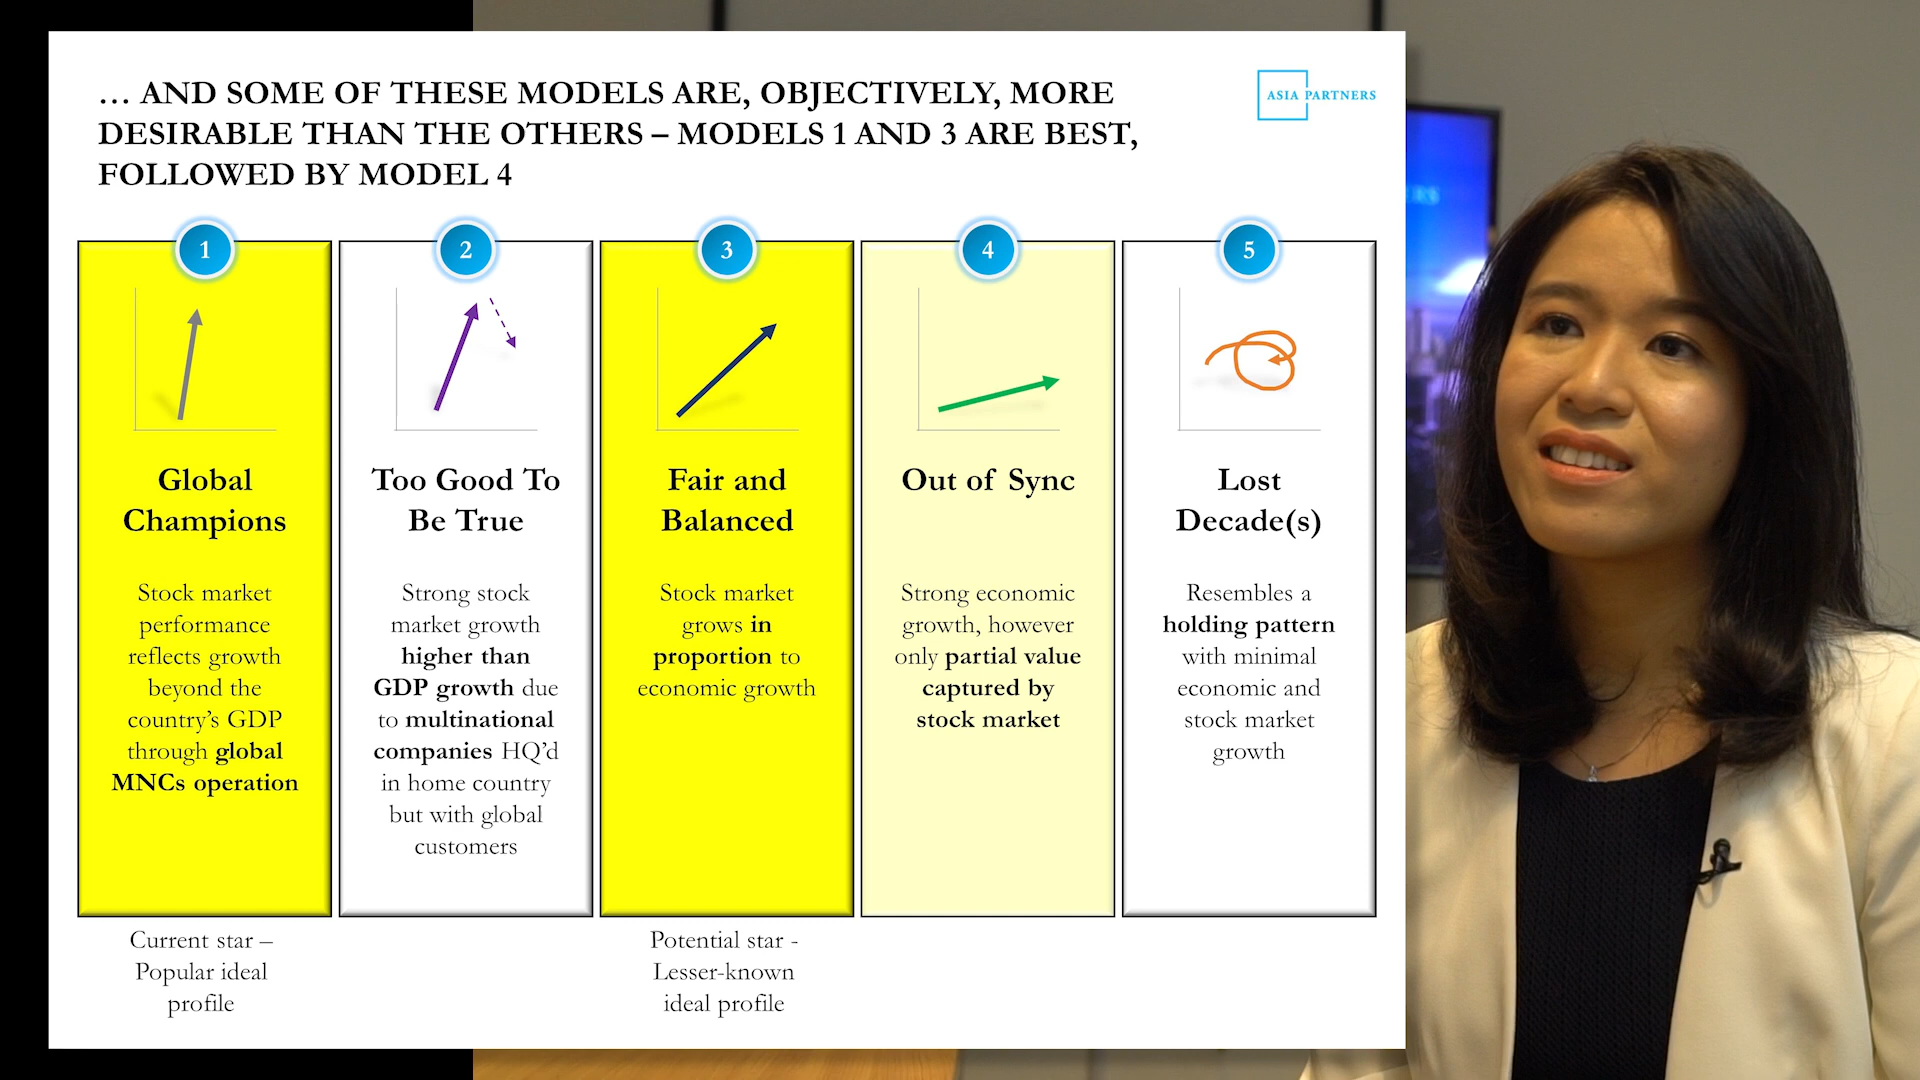 … AND SOME OF THESE MODELS ARE, OBJECTIVELY, MORE
DESIRABLE THAN THE OTHERS – MODELS 1 AND 3 ARE BEST,
FOLLOWED BY MODEL 4
ASIA PARTNERS
1
Global
Champions
Stock market
performance
reflects growth
beyond the
country’s GDP
through global
MNCs operation
Current star –
Popular ideal
profile
2
Too Good To
Be True
Strong stock
market growth
higher than
GDP growth due
to multinational
companies HQ’d
in home country
but with global
customers
3
Fair and
Balanced
Stock market
grows in
proportion to
economic growth
Potential star -
Lesser-known
ideal profile
4
Out of Sync
Strong economic
growth, however
only partial value
captured by
stock market
5
Lost
Decade(s)
Resembles a
holding pattern
with minimal
economic and
stock market
growth